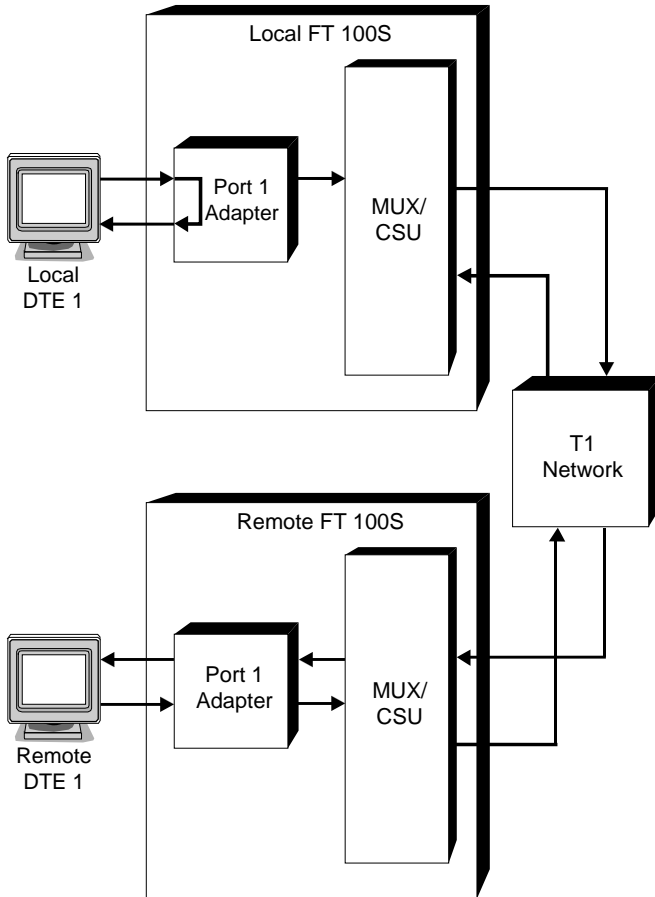 Local FT 100S
Port 1
Adapter
MUX/
CSU
Local
DTE 1
T1
Network
Remote FT 100S
Port 1
Adapter
MUX/
CSU
Remote
DTE 1